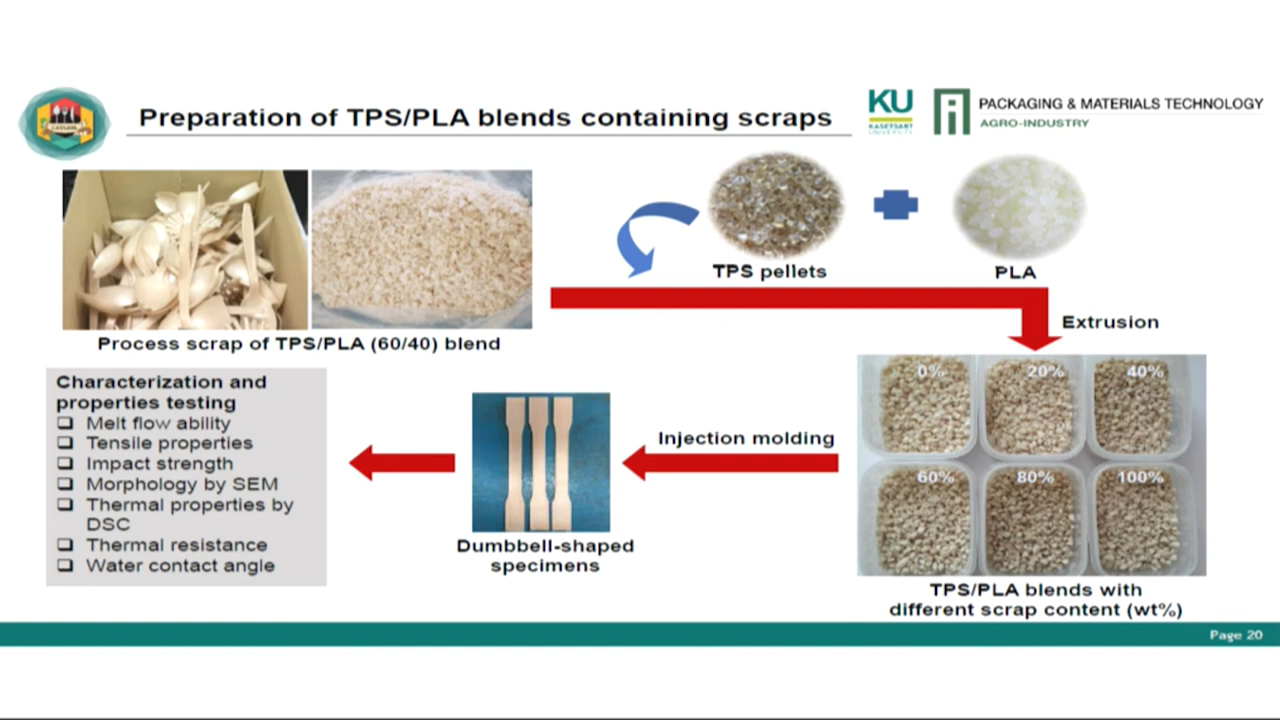 Preparation of TPS/PLA blends containing scraps
KU
KASETSART
UNIVERSITY
PACKAGING & MATERIALS TECHNOLOGY
AGRO-INDUSTRY
CASSAVA
TPS pellets
PLA
Process scrap of TPS/PLA (60/40) blend
Extrusion
0%
20%
40%
60%
80%
100%
TPS/PLA blends with
different scrap content (wt%)
Injection molding
Dumbbell-shaped
specimens
Characterization and
properties testing
❑ Melt flow ability
❑ Tensile properties
❑ Impact strength
❑ Morphology by SEM
❑ Thermal properties by
DSC
❑ Thermal resistance
❑ Water contact angle
Page 20